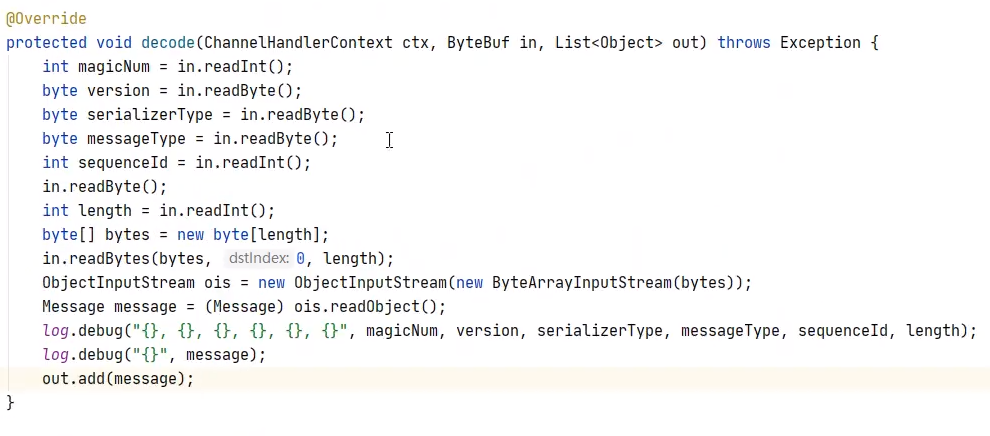 @Override
protected void decode(ChannelHandlerContext ctx, ByteBuf in, List<Object> out) throws Exception {
    int magicNum = in.readInt();
    byte version = in.readByte();
    byte serializerType = in.readByte();
    byte messageType = in.readByte();
    int sequenceId = in.readInt();
    in.readByte();
    int length = in.readInt();
    byte[] bytes = new byte[length];
    in.readBytes(bytes, dstIndex: 0, length);
    ObjectInputStream ois = new ObjectInputStream(new ByteArrayInputStream(bytes));
    Message message = (Message) ois.readObject();
    log.debug("{}, {}, {}, {}, {}, {}", magicNum, version, serializerType, messageType, sequenceId, length);
    log.debug("{}", message);
    out.add(message);
}